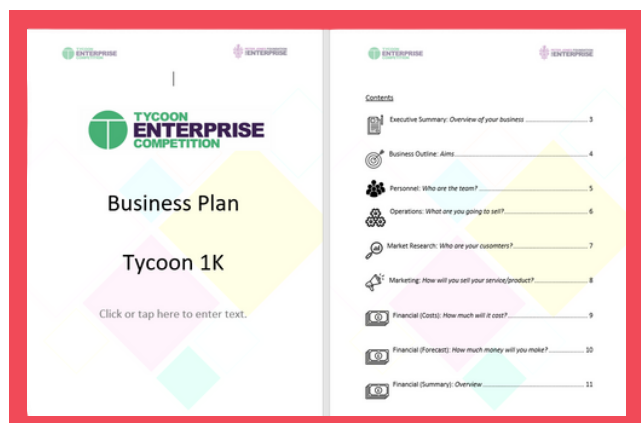 TYCOON
ENTERPRISE
COMPETITION
ENTERPRISE
TYCOON
ENTERPRISE
COMPETITION
Business Plan
Tycoon 1K
Click or tap here to enter text.
TYCOON
ENTERPRISE
COMPETITION
ENTERPRISE
Contents
Executive Summary: Overview of your business 3
Business Outline: Aims 4
Personnel: Who are the team? 5
Operations: What are you going to sell? 6
Market Research: Who are your cusomters? 7
Marketing: How will you sell your service/product? 8
Financial (Costs): How much will it cost? 9
Financial (Forecast): How much money will you make? 10
Financial (Summary): Overview 11